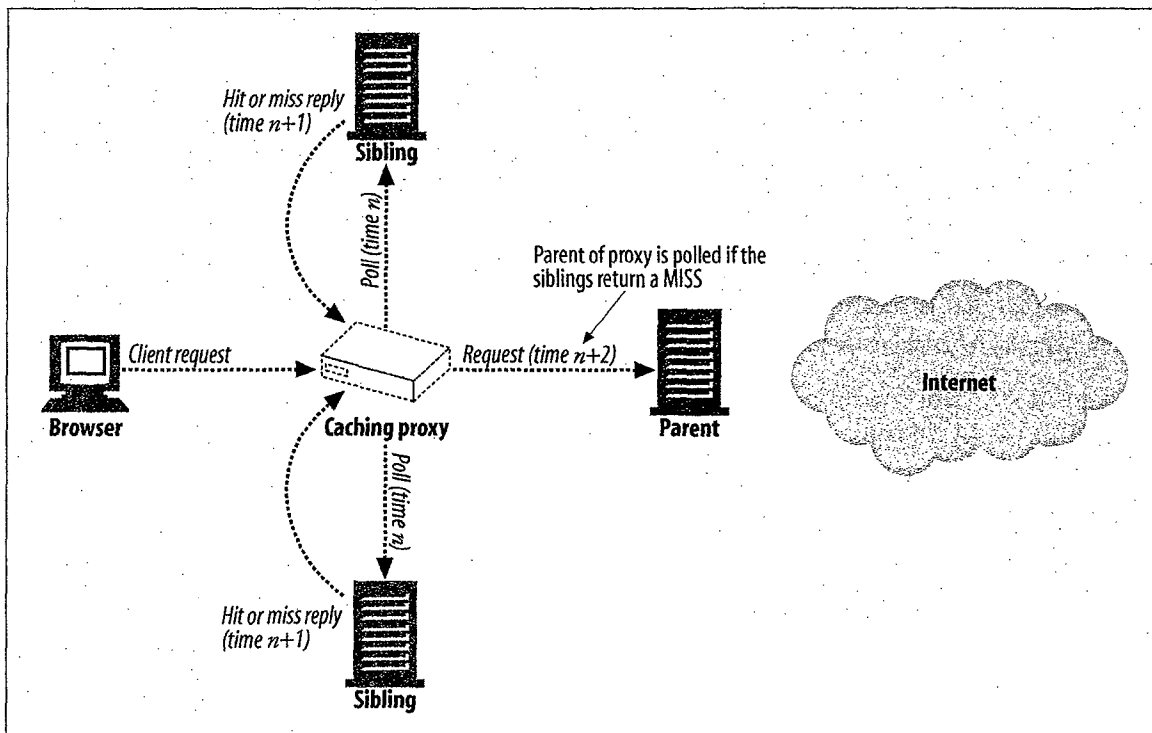 Hit or miss reply
(time n+1)
Sibling
Poll (time n)
Parent of proxy is polled if the
siblings return a MISS
Client request
Request (time n+2)
Internet
Browser
Caching proxy
Parent
Poll (time n)
Hit or miss reply
(time n+1)
Sibling